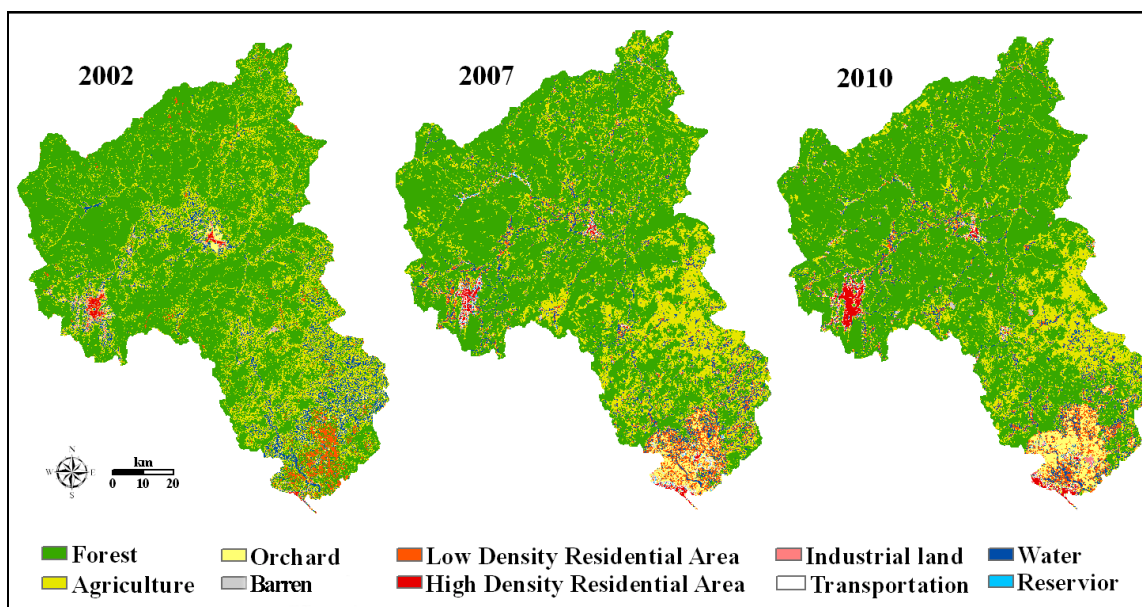 2002
2007
2010
N
W E
S
km
0 10 20
Forest
Orchard
Low Density Residential Area
Industrial land
Water
Agriculture
Barren
High Density Residential Area
Transportation
Reservior